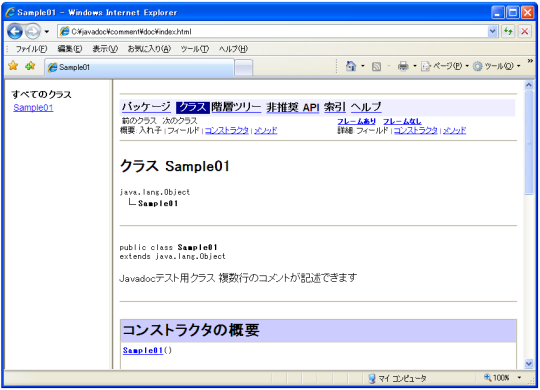 Sample01 - Windows Internet Explorer
C:¥javadoc¥comment¥doc¥index.html
ファイル(F) 編集(E) 表示(V) お気に入り(A) ツール(T) ヘルプ(H)
Sample01
ページ(P) ツール(O)
すべてのクラス
Sample01
パッケージ クラス 階層ツリー 非推奨 API 索引 ヘルプ
前のクラス 次のクラス
フレームあり フレームなし
概要: 入れ子 | フィールド | コンストラクタ | メソッド
詳細: フィールド | コンストラクタ | メソッド
クラス Sample01
java.lang.Object
Sample01
public class Sample01
extends java.lang.Object
Javadocテスト用クラス 複数行のコメントが記述できます
コンストラクタの概要
Sample01()
マイ コンピュータ
100%